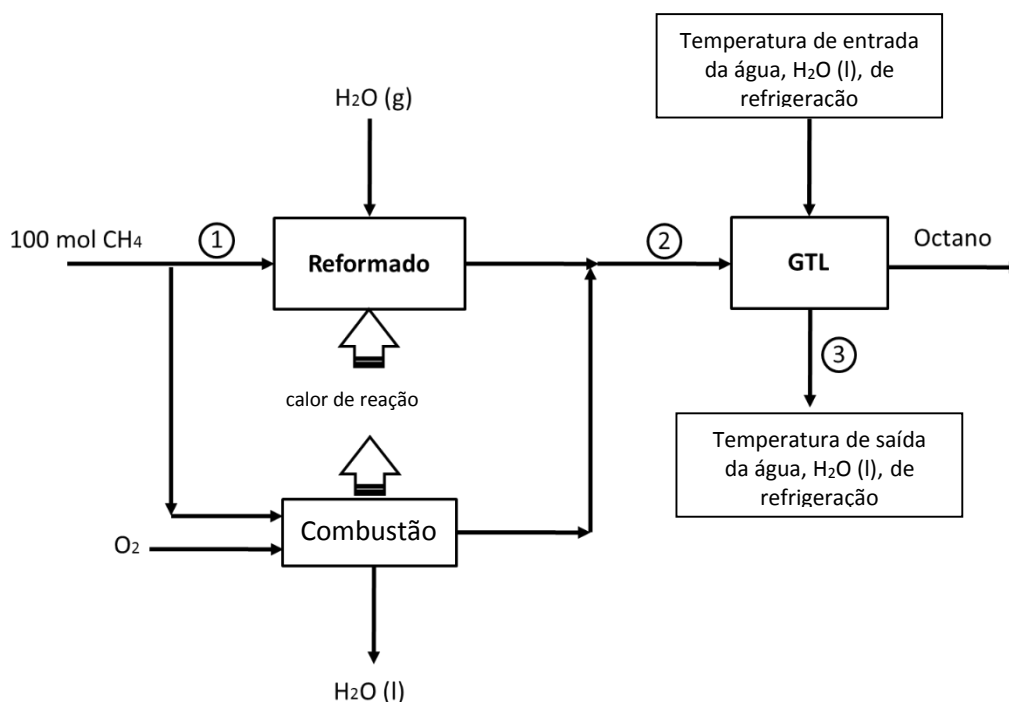 Temperatura de entrada
da água, H₂O (l), de
refrigeração
H₂O (g)
100 mol CH₄
1
Reformado
2
GTL
Octano
3
calor de reação
Temperatura de saída
da água, H₂O (l), de
refrigeração
Combustão
O₂
H₂O (l)